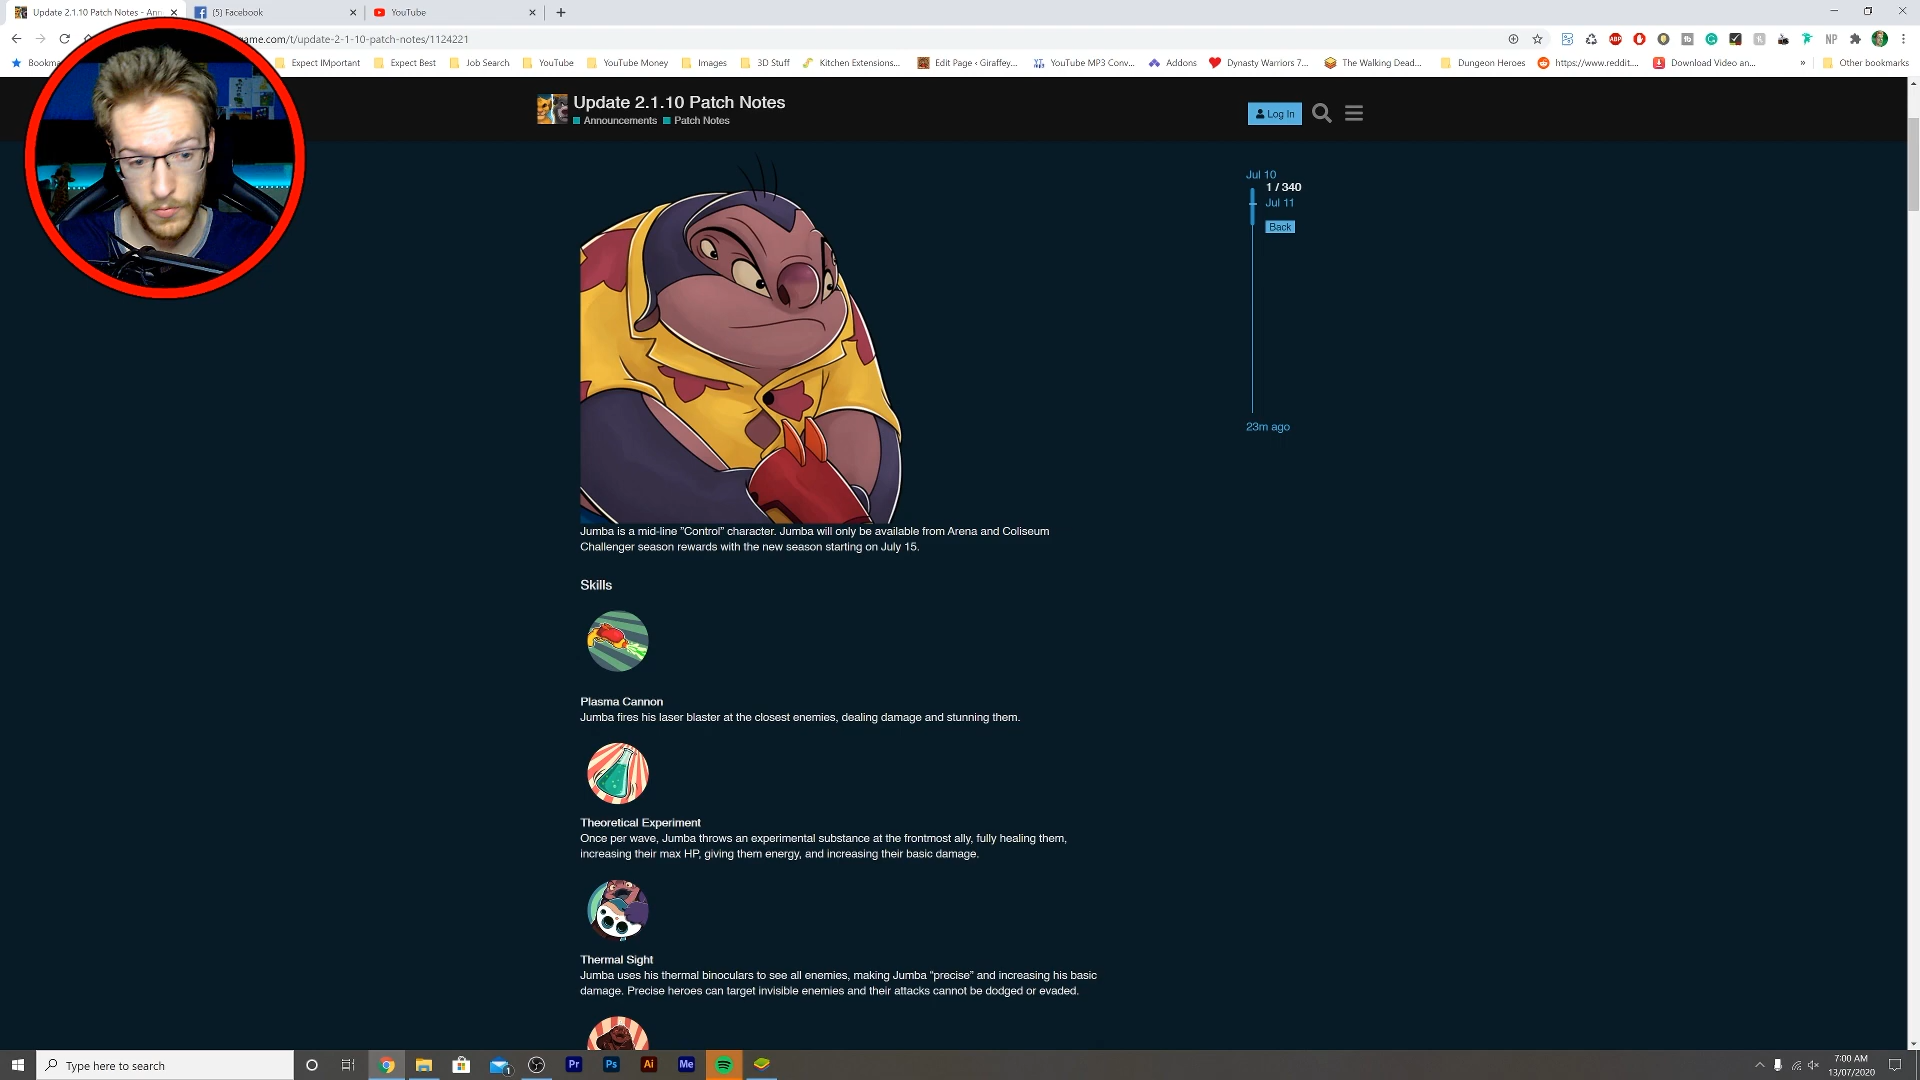 Update 2.1.10 Patch Notes - Ann
(5) Facebook
YouTube
game.com/t/update-2-1-10-patch-notes/1124221
Bookma
Expect IMportant
Expect Best
Job Search
YouTube
YouTube Money
Images
3D Stuff
Kitchen Extensions...
Edit Page ‹ Giraffey...
YouTube MP3 Conv...
Addons
Dynasty Warriors 7...
The Walking Dead...
Dungeon Heroes
https://www.reddit....
Download Video an...
»
Other bookmarks
ABP
NP
Update 2.1.10 Patch Notes
Announcements Patch Notes
Log In
Jul 10
1 / 340
Jul 11
Back
23m ago
Jumba is a mid-line "Control" character. Jumba will only be available from Arena and Coliseum
Challenger season rewards with the new season starting on July 15.
Skills
Plasma Cannon
Jumba fires his laser blaster at the closest enemies, dealing damage and stunning them.
Theoretical Experiment
Once per wave, Jumba throws an experimental substance at the frontmost ally, fully healing them,
increasing their max HP, giving them energy, and increasing their basic damage.
Thermal Sight
Jumba uses his thermal binoculars to see all enemies, making Jumba "precise" and increasing his basic
damage. Precise heroes can target invisible enemies and their attacks cannot be dodged or evaded.
Type here to search
1
Pr
Ps
Ai
Me
7:00 AM
13/07/2020